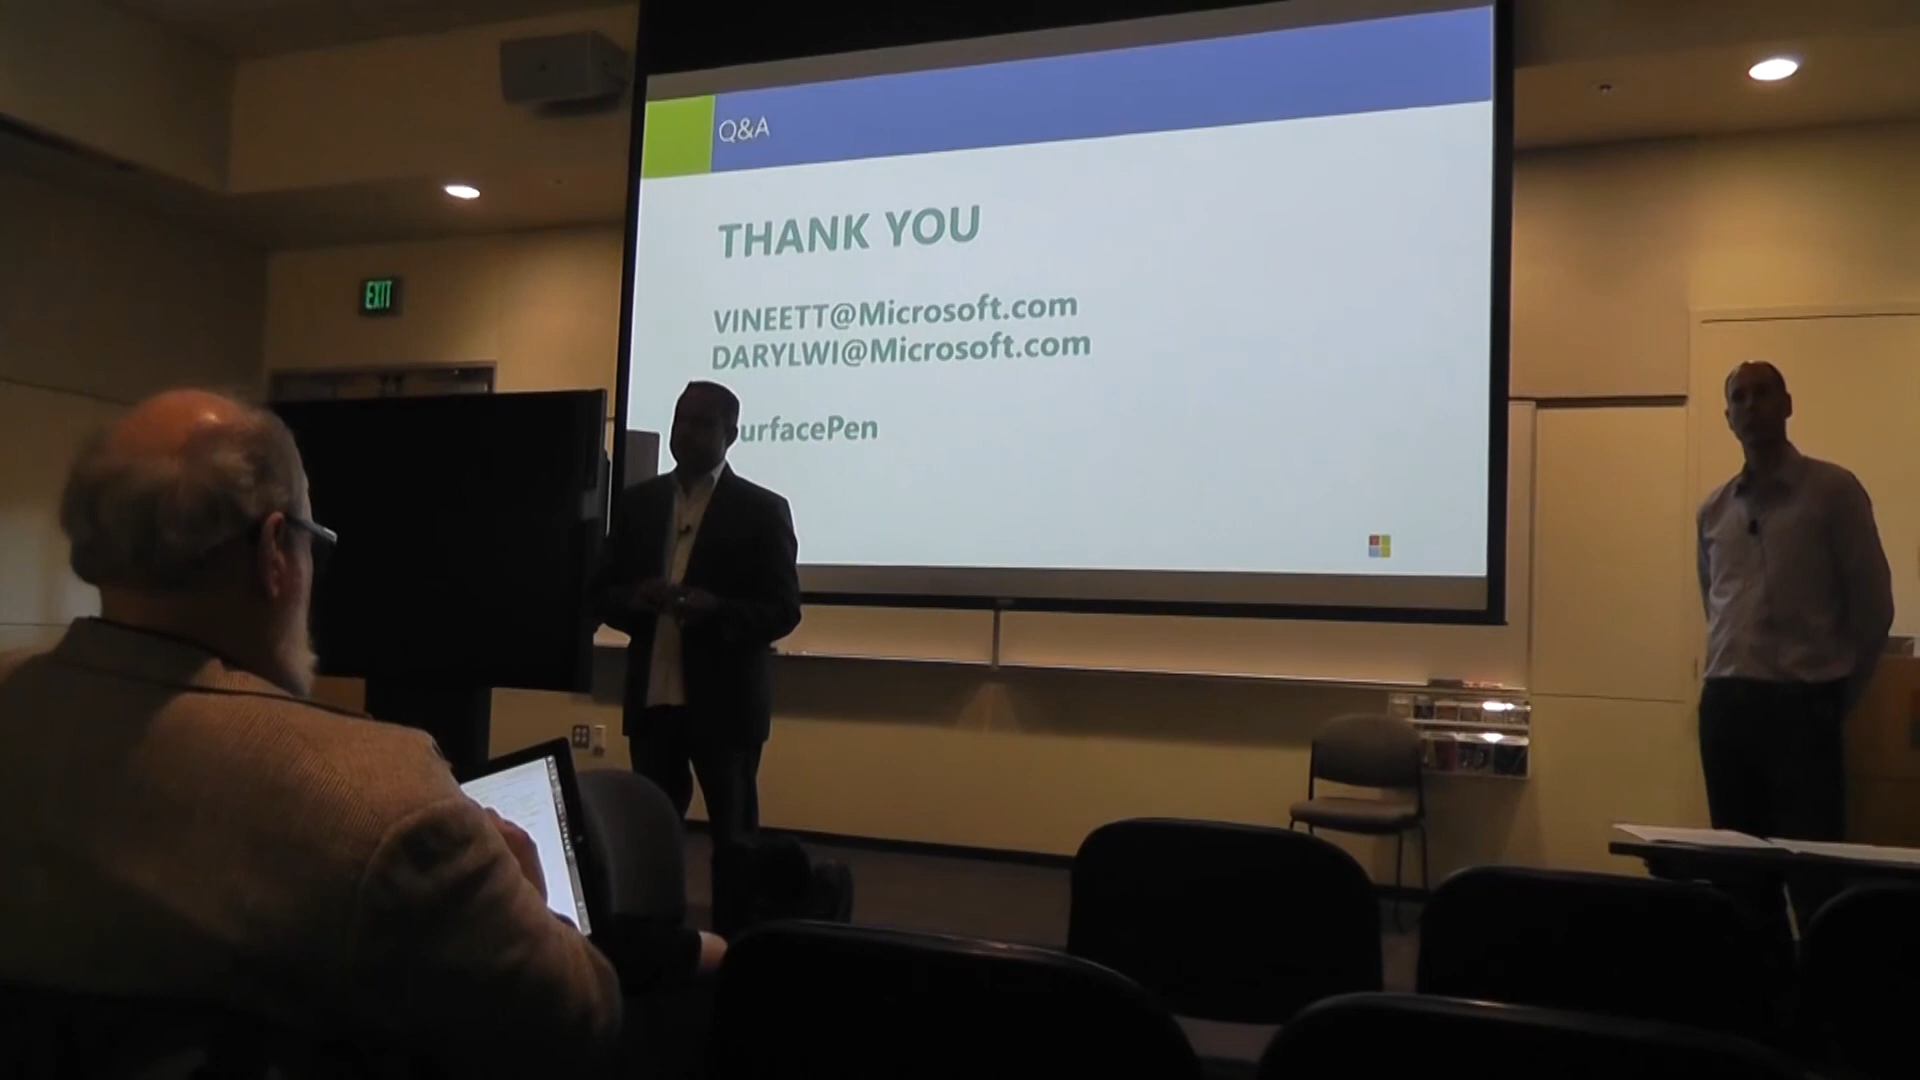 Q&A
THANK YOU
VINEETT@Microsoft.com
DARYLWI@Microsoft.com
urfacePen
EXIT